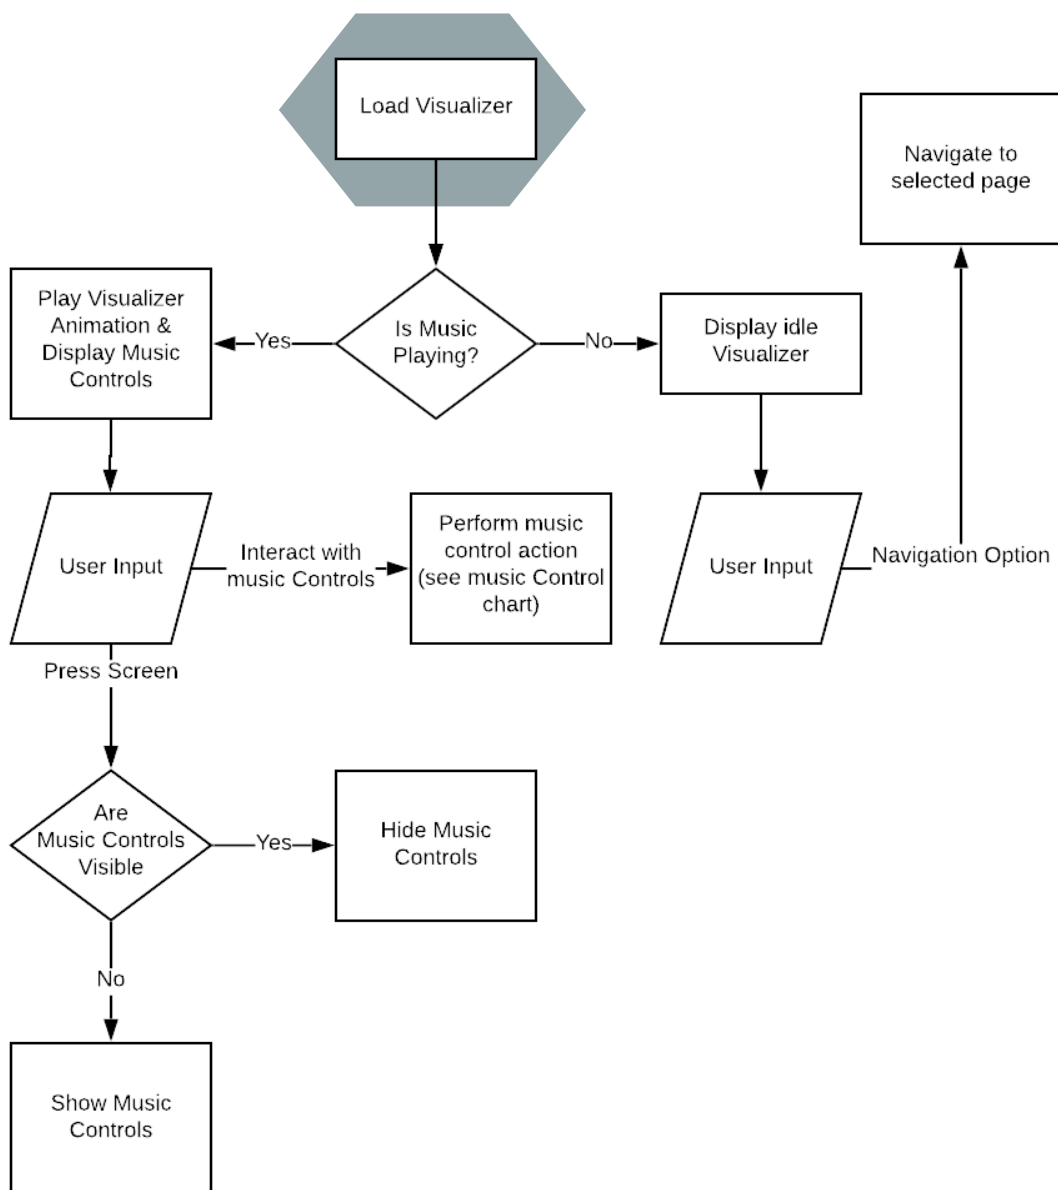 Load Visualizer
Navigate to
selected page
Play Visualizer
Animation &
Display Music
Controls
Yes
Is Music
Playing?
No
Display idle
Visualizer
User Input
Interact with
music Controls
Perform music
control action
(see music Control
chart)
User Input
Navigation Option
Press Screen
Are
Music Controls
Visible
Yes
Hide Music
Controls
No
Show Music
Controls